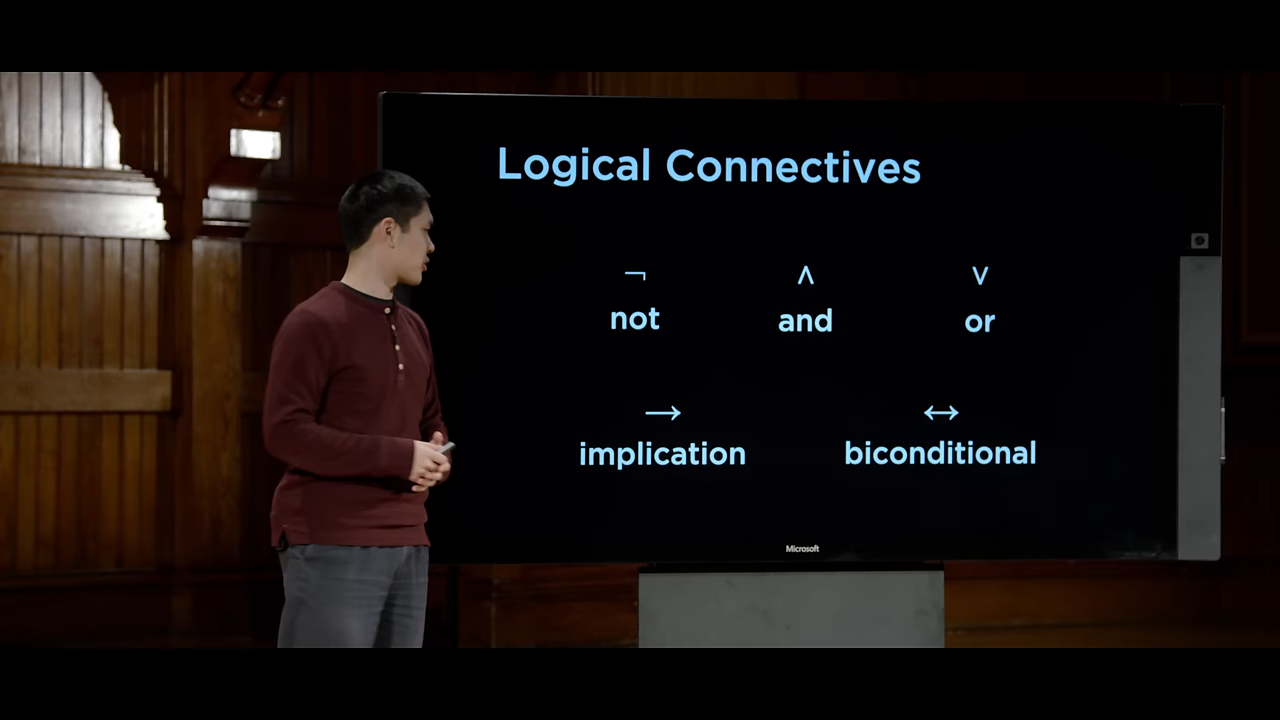 Logical Connectives
¬ ∧ ∨
not and or
→ ↔
implication biconditional
Microsoft